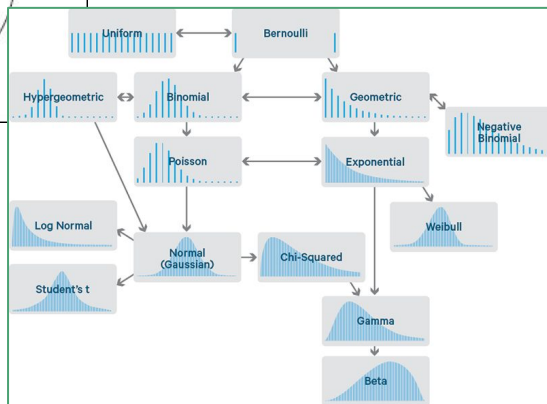 Uniform
Bernoulli
Hypergeometric
Binomial
Geometric
Negative
Binomial
Poisson
Exponential
Log Normal
Weibull
Normal
(Gaussian)
Chi-Squared
Student's t
Gamma
Beta